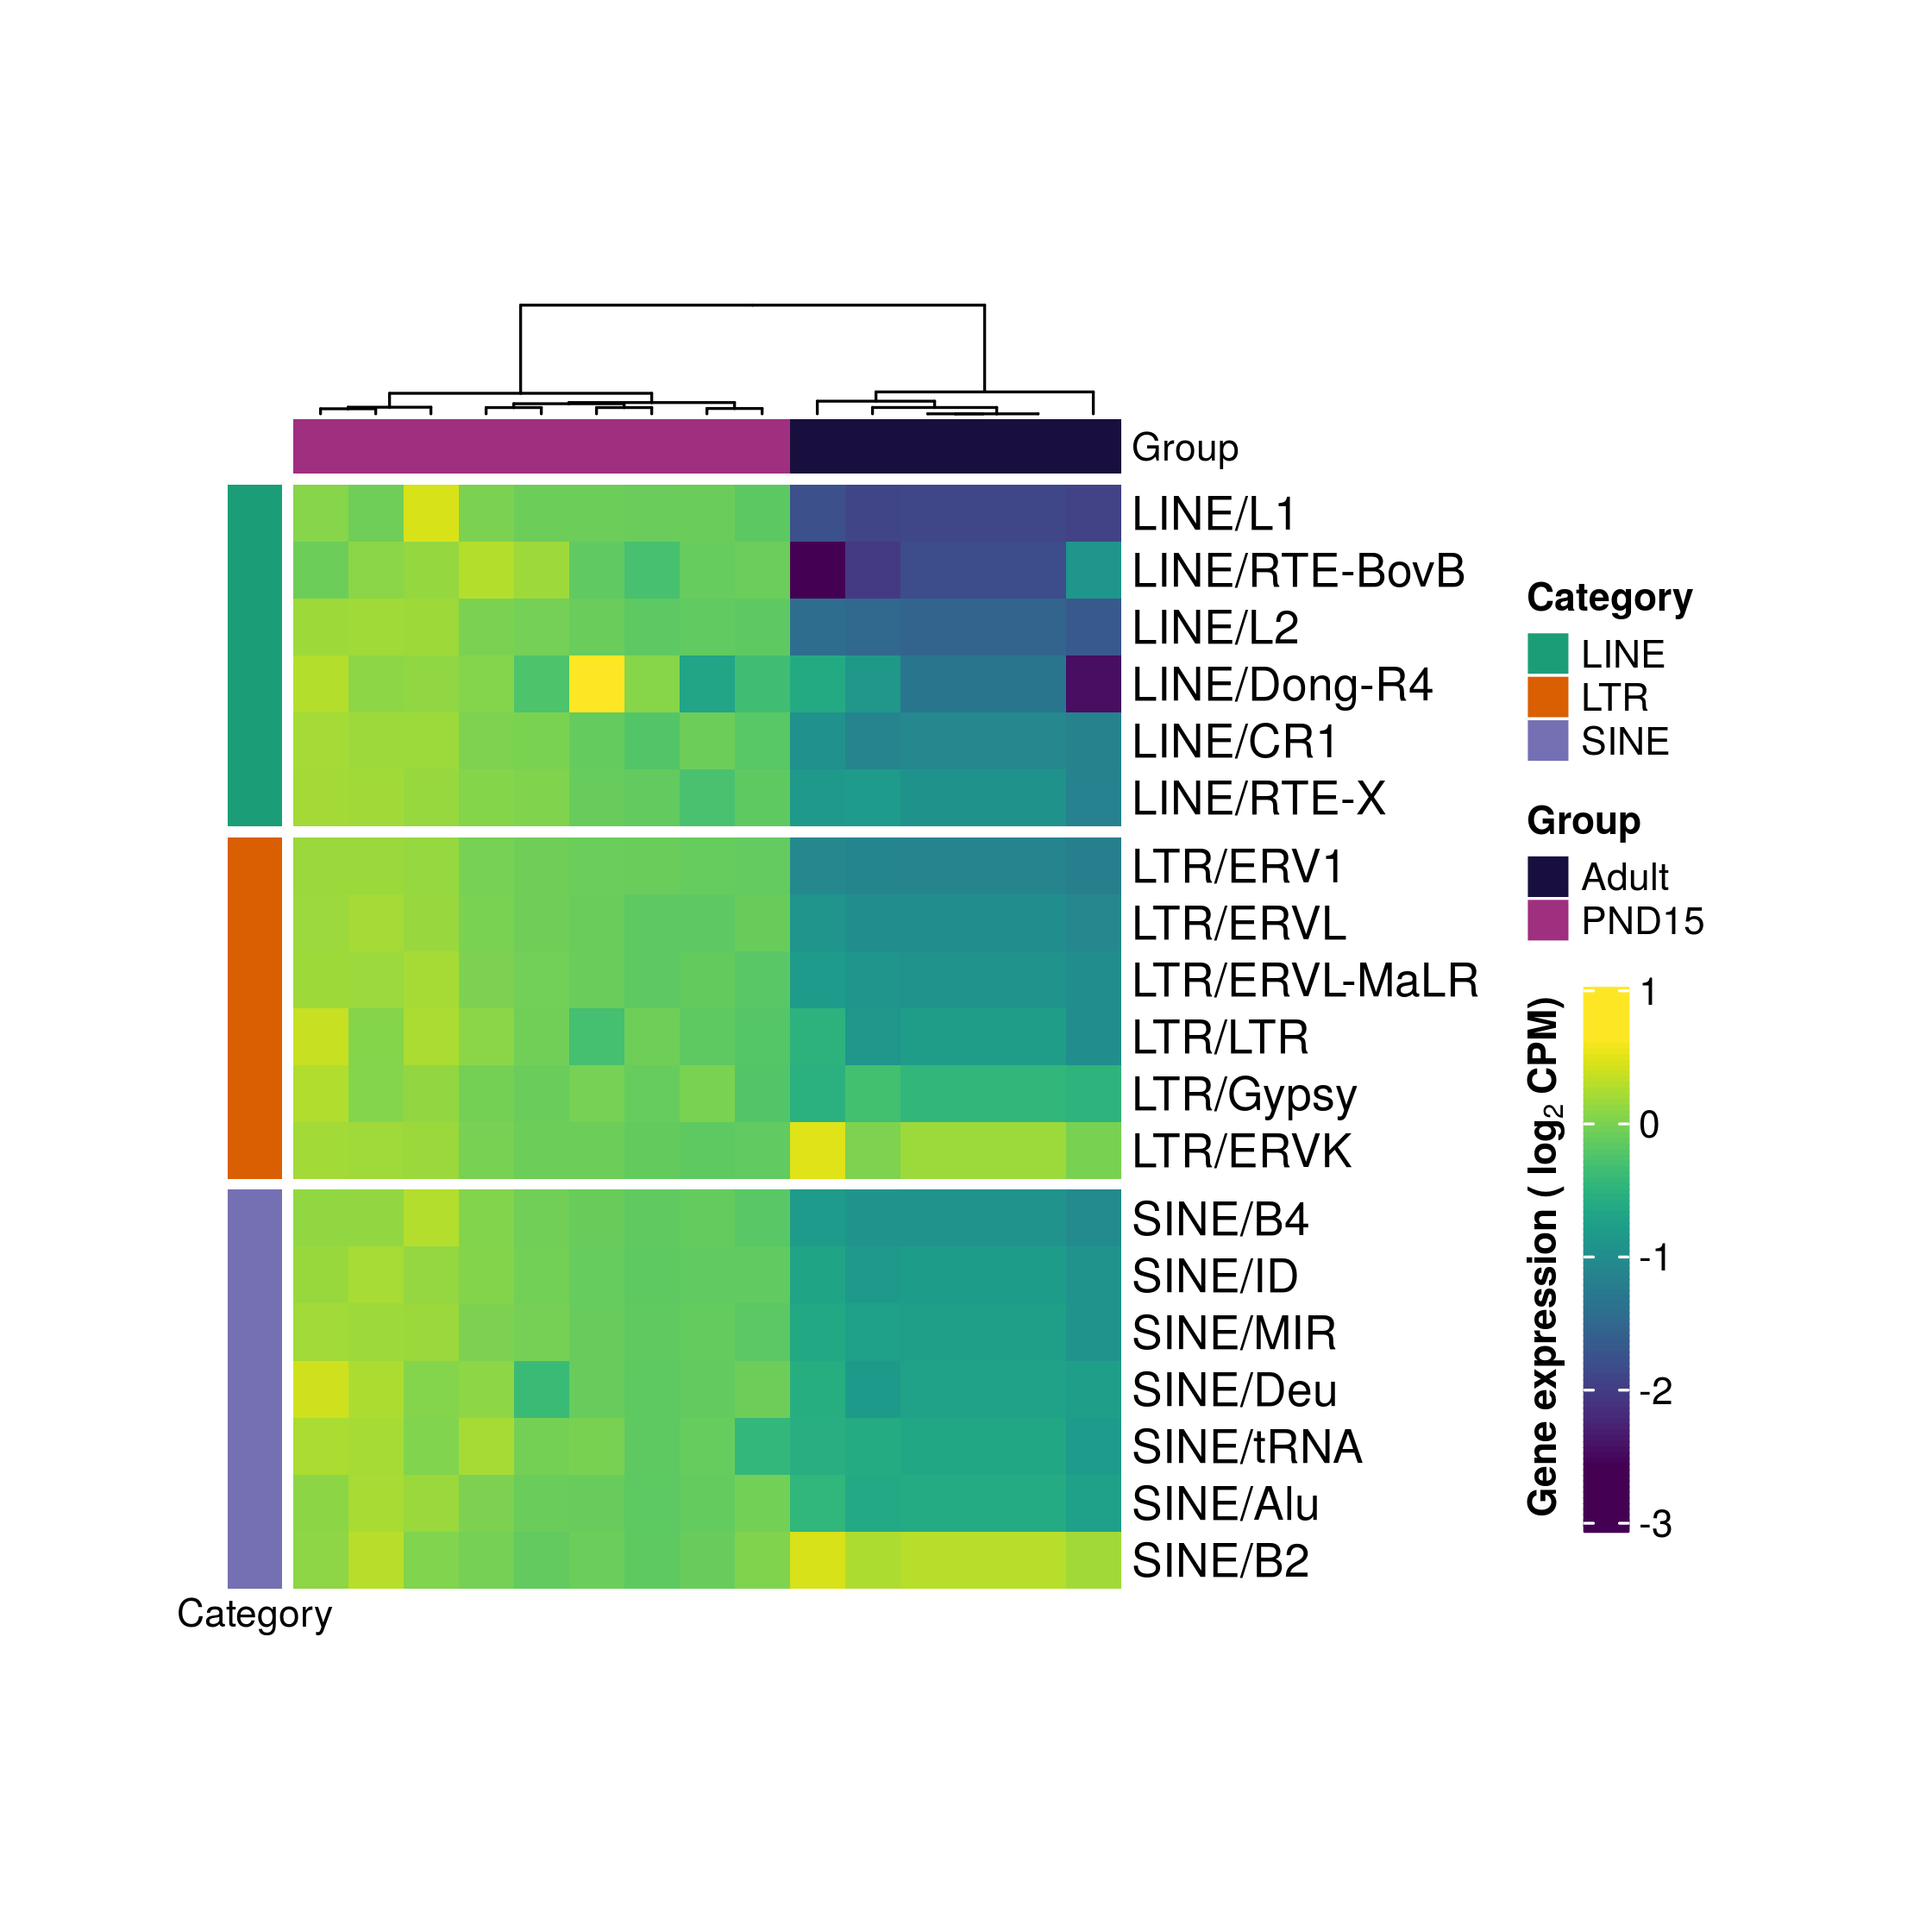 Group
LINE/L1
LINE/RTE-BovB
LINE/L2
LINE/Dong-R4
LINE/CR1
LINE/RTE-X
LTR/ERV1
LTR/ERVL
LTR/ERVL-MaLR
LTR/LTR
LTR/Gypsy
LTR/ERVK
SINE/B4
SINE/ID
SINE/MIR
SINE/Deu
SINE/tRNA
SINE/Alu
SINE/B2
Category
Category
LINE
LTR
SINE
Group
Adult
PND15
Gene expression ( log₂ CPM)
1
0
-1
-2
-3